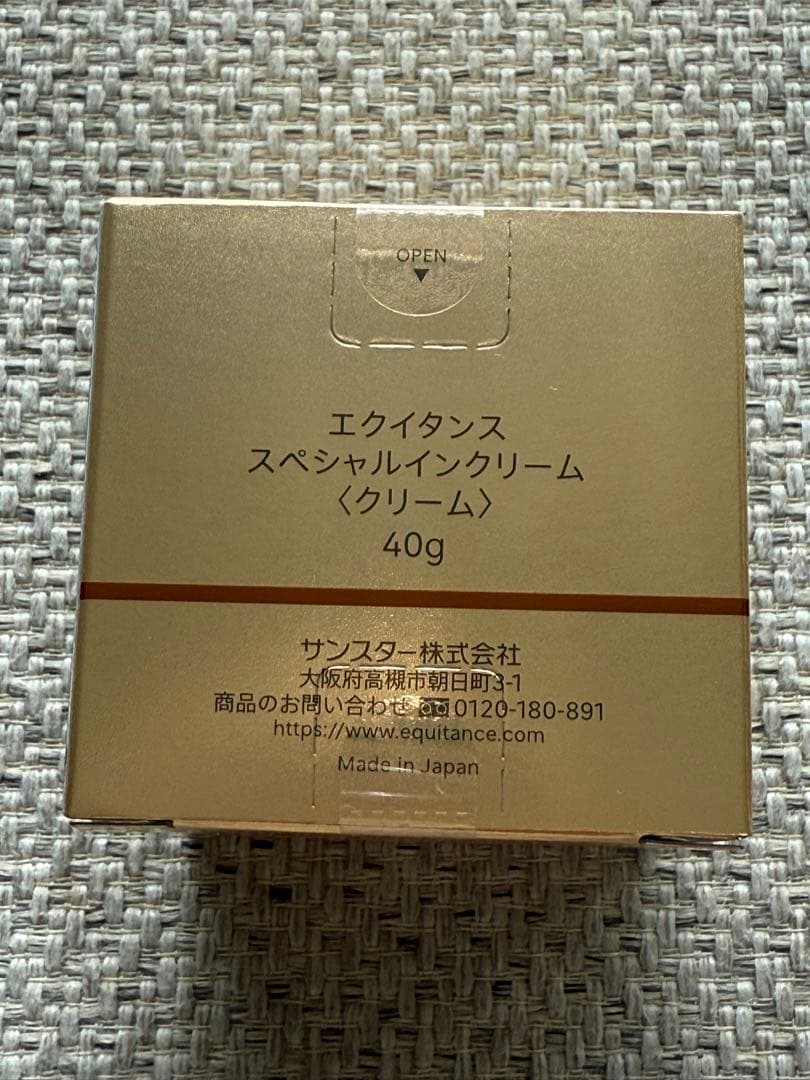 OPEN
▼
エクイタンス
スペシャルインクリーム
〈クリーム〉
40g
サンスター株式会社
大阪府高槻市朝日町3-1
商品のお問い合わせ 0120-180-891
https://www.equitance.com
Made in Japan